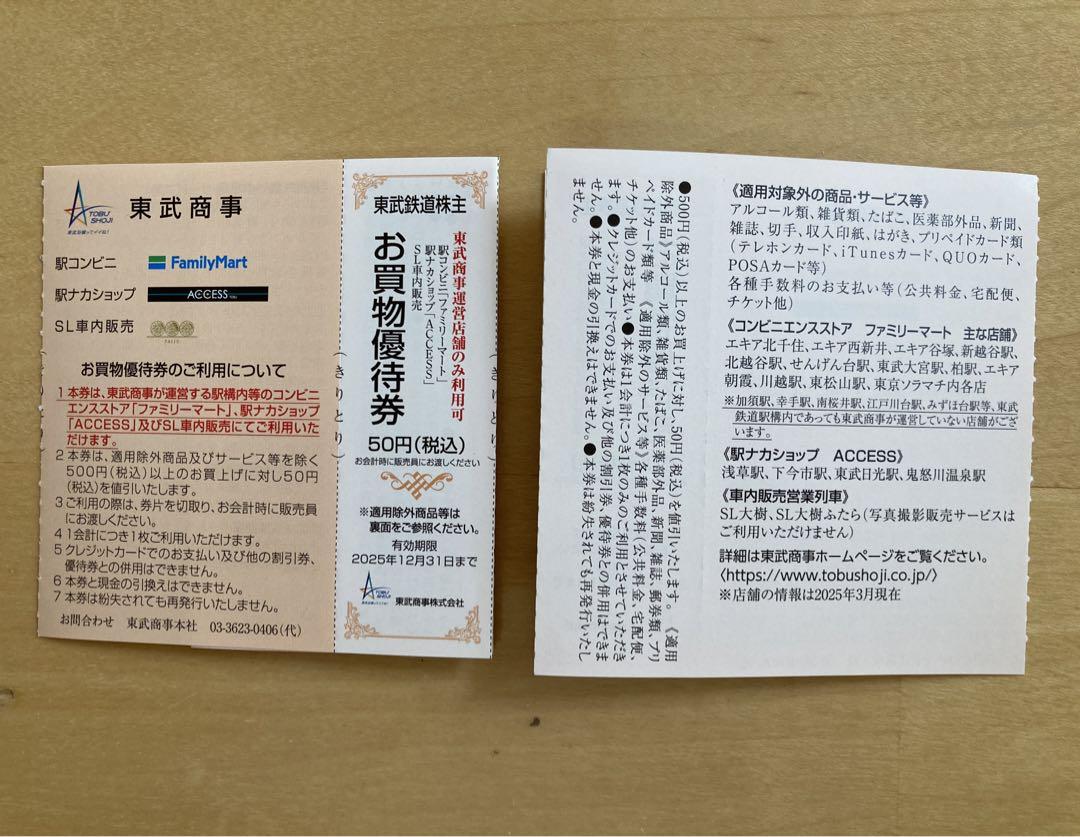 TOBU SHOJI
東武沿線ってイイね!
東武商事
駅コンビニ FamilyMart
駅ナカショップ ACCESS
SL車内販売
お買物優待券のご利用について
1 本券は、東武商事が運営する駅構内等のコンビニ
エンスストア「ファミリーマート」、駅ナカショップ
「ACCESS」及びSL車内販売にてご利用いた
だけます。
2 本券は、適用除外商品及びサービス等を除く
500円(税込)以上のお買上げに対し50円
(税込)を値引いたします。
3 ご利用の際は、券片を切取り、お会計時に販売員
にお渡しください。
4 1会計につき1枚ご利用いただけます。
5 クレジットカードでのお支払い及び他の割引券、
優待券との併用はできません。
6 本券と現金の引換えはできません。
7 本券は紛失されても再発行いたしません。
お問合わせ 東武商事本社 03-3623-0406(代)
(きりとり)
東武鉄道株主
東武商事運営店舗のみ利用可
駅コンビニ「ファミリーマート」
駅ナカショップ「ACCESS」
SL車内販売
お買物優待券
50円(税込)
お会計時に販売員にお渡しください
※適用除外商品等は
裏面をご参照ください。
有効期限
2025年12月31日まで
TOBU SHOJI
東武商事株式会社
(きりとり)
●500円(税込)以上のお買上げに対し、50円(税込)を値引いたします。《適用
除外商品》アルコール類、雑貨類、たばこ、医薬部外品、新聞、雑誌、郵券類、プリ
ペイドカード類等 《適用除外のサービス等》各種手数料(公共料金、宅配便、
チケット他)のお支払い●本券は1会計につき1枚のみのご利用とさせていただき
ます。●クレジットカードでのお支払い及び他の割引券、優待券との併用はできま
せん。●本券と現金の引換えはできません。●本券は紛失されても再発行いたし
ません。
《適用対象外の商品・サービス等》
アルコール類、雑貨類、たばこ、医薬部外品、新聞、
雑誌、切手、収入印紙、はがき、プリペイドカード類
(テレホンカード、iTunesカード、QUOカード、
POSAカード等)
各種手数料のお支払い等(公共料金、宅配便、
チケット他)
《コンビニエンスストア ファミリーマート 主な店舗》
エキア北千住、エキア西新井、エキア谷塚、新越谷駅、
北越谷駅、せんげん台駅、東武大宮駅、柏駅、エキア
朝霞、川越駅、東松山駅、東京ソラマチ内各店
※加須駅、幸手駅、南桜井駅、江戸川台駅、みずほ台駅等、東武
鉄道駅構内であっても東武商事が運営していない店舗がござ
います。
《駅ナカショップ ACCESS》
浅草駅、下今市駅、東武日光駅、鬼怒川温泉駅
《車内販売営業列車》
SL大樹、SL大樹ふたら(写真撮影販売サービスは
ご利用いただけません)
詳細は東武商事ホームページをご覧ください。
〈https://www.tobushoji.co.jp/〉
※店舗の情報は2025年3月現在